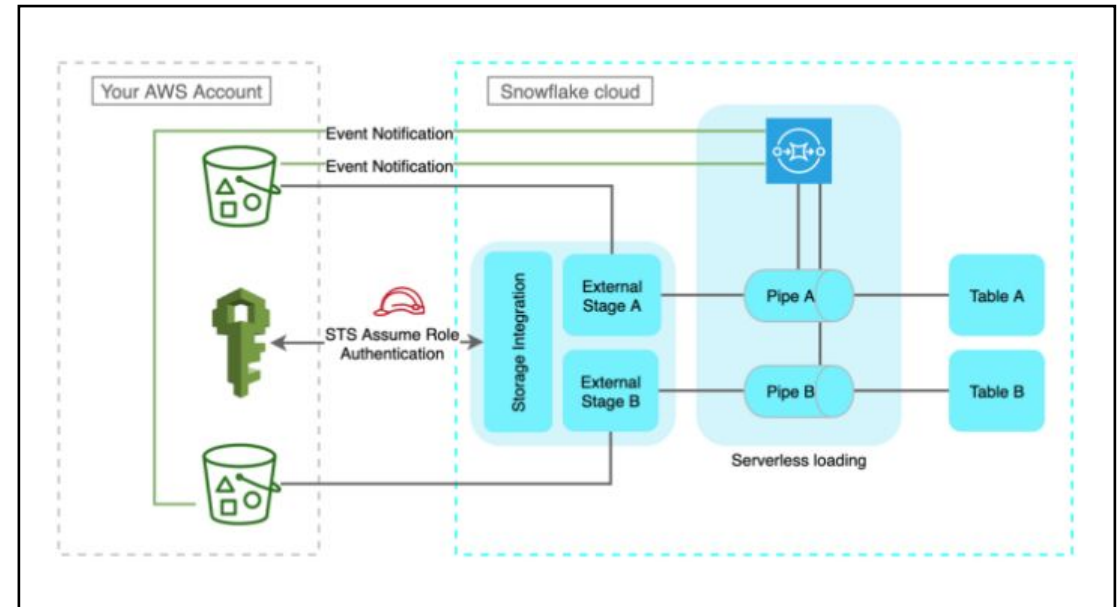 Your AWS Account
Snowflake cloud
Event Notification
Event Notification
STS Assume Role
Authentication
Storage Integration
External
Stage A
External
Stage B
Pipe A
Pipe B
Table A
Table B
Serverless loading